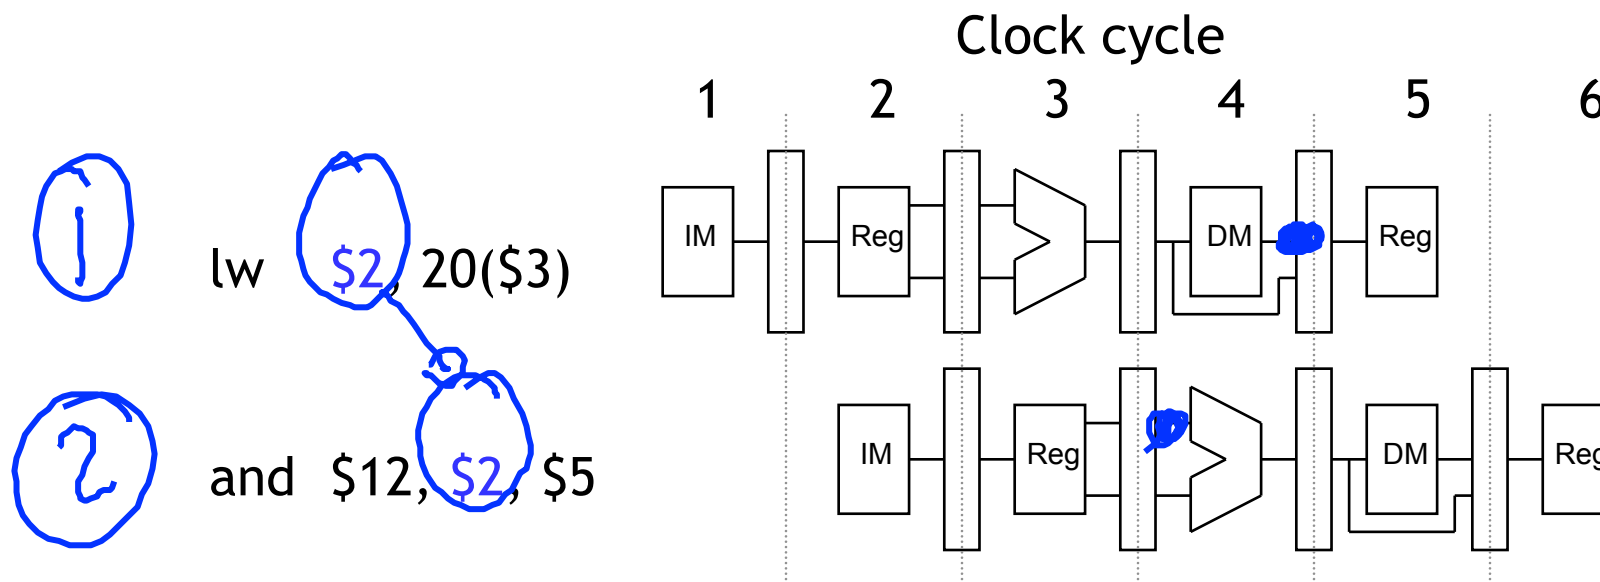 Clock cycle
1 2 3 4 5 6
1
lw $2, 20($3)
IM Reg DM Reg
2
and $12, $2, $5
IM Reg DM Reg